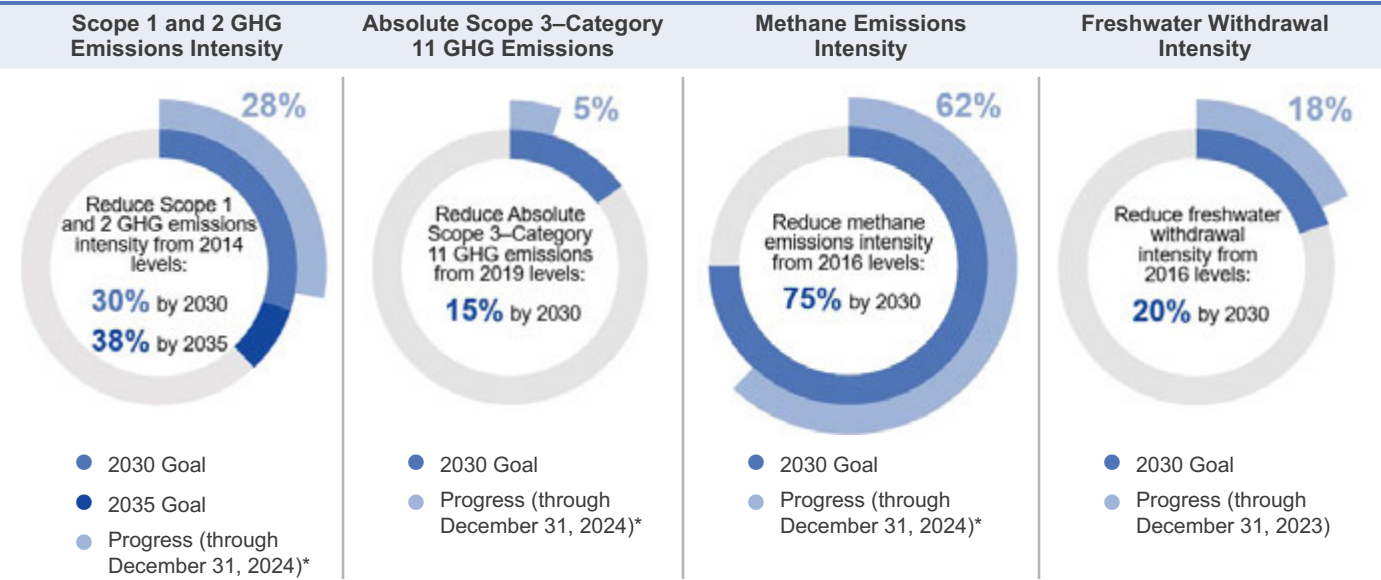 Scope 1 and 2 GHG
Emissions Intensity
28%
Reduce Scope 1
and 2 GHG emissions
intensity from 2014
levels:
30% by 2030
38% by 2035
2030 Goal
2035 Goal
Progress (through
December 31, 2024)*
Absolute Scope 3–Category
11 GHG Emissions
5%
Reduce Absolute
Scope 3–Category
11 GHG emissions
from 2019 levels:
15% by 2030
2030 Goal
Progress (through
December 31, 2024)*
Methane Emissions
Intensity
62%
Reduce methane
emissions intensity
from 2016 levels:
75% by 2030
2030 Goal
Progress (through
December 31, 2024)*
Freshwater Withdrawal
Intensity
18%
Reduce freshwater
withdrawal
intensity from
2016 levels:
20% by 2030
2030 Goal
Progress (through
December 31, 2023)